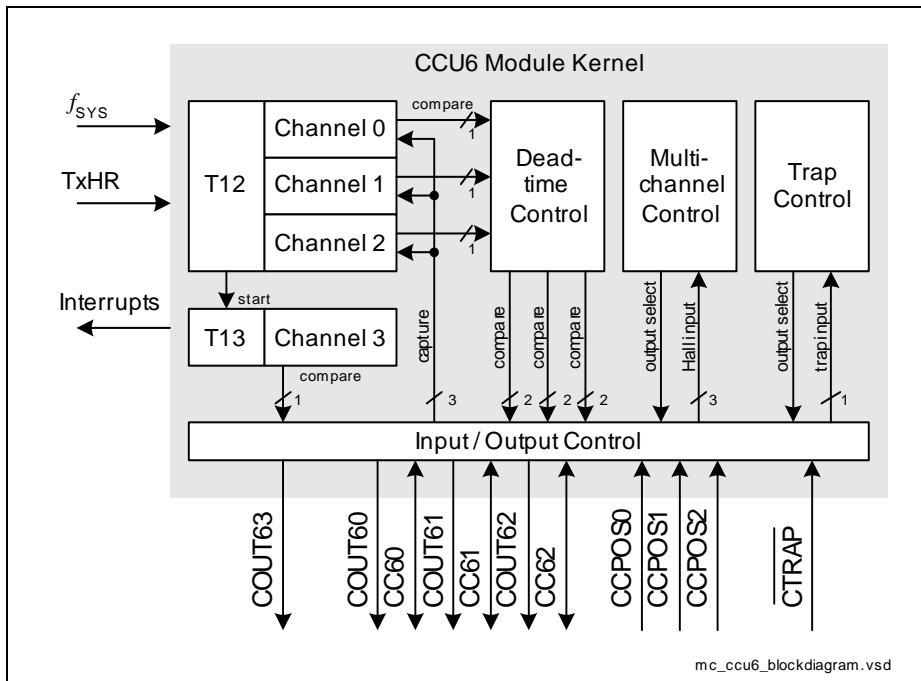 CCU6 Module Kernel
fSYS
TxHR
Interrupts
T12
Channel 0
Channel 1
Channel 2
compare
1
1
1
Dead-
time
Control
Multi-
channel
Control
Trap
Control
start
T13
Channel 3
compare
1
capture
3
compare
2
compare
2
compare
2
output select
Hall input
3
output select
trap input
1
Input / Output Control
COUT63
COUT60
CC60
COUT61
CC61
COUT62
CC62
CCPOS0
CCPOS1
CCPOS2
CTRAP
mc_ccu6_blockdiagram.vsd